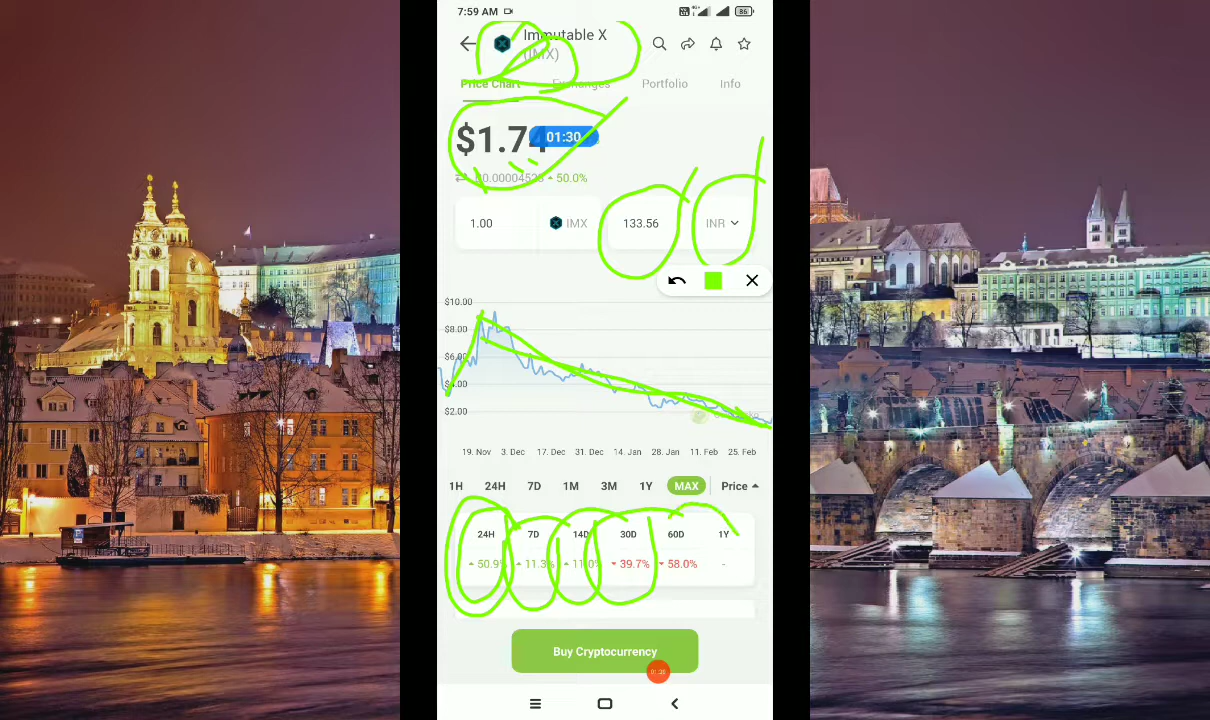 7:59 AM
86
Immutable X
(IMX)
Price Chart Exchanges Portfolio Info
$1.74
01:30
50.0%
1.00 IMX 133.56 INR
$10.00
$8.00
$6.00
$4.00
$2.00
19. Nov 3. Dec 17. Dec 31. Dec 14. Jan 28. Jan 11. Feb 25. Feb
1H 24H 7D 1M 3M 1Y MAX Price
24H 7D 14D 30D 60D 1Y
50.9% 11.3% 11.0% 39.7% 58.0% -
Buy Cryptocurrency